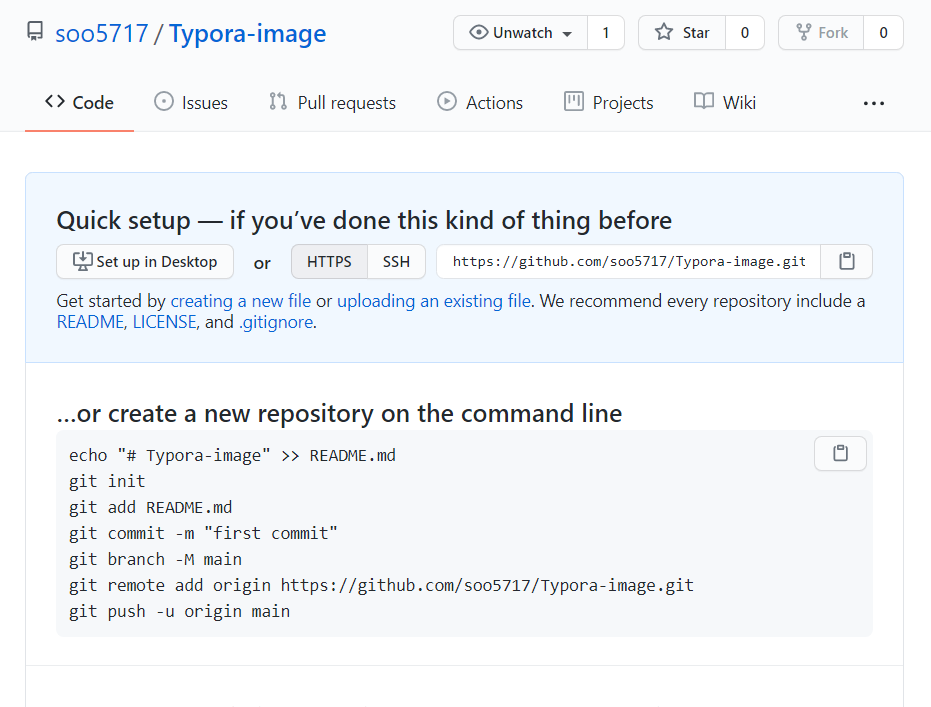 soo5717 / Typora-image
Unwatch 1
Star 0
Fork 0
Code
Issues
Pull requests
Actions
Projects
Wiki
Quick setup — if you’ve done this kind of thing before
Set up in Desktop or HTTPS SSH https://github.com/soo5717/Typora-image.git
Get started by creating a new file or uploading an existing file. We recommend every repository include a
README, LICENSE, and .gitignore.
…or create a new repository on the command line
echo "# Typora-image" >> README.md
git init
git add README.md
git commit -m "first commit"
git branch -M main
git remote add origin https://github.com/soo5717/Typora-image.git
git push -u origin main